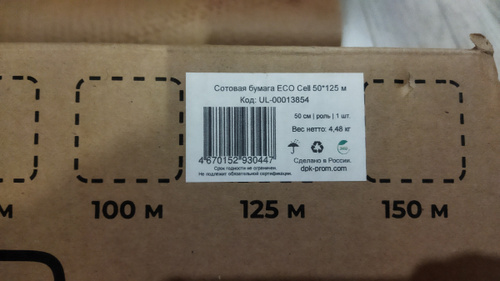 Сотовая бумага ECO Cell 50*125 м
Код: UL-00013854
50 см | роль | 1 шт.
Вес нетто: 4,48 кг
4 670152 930447
Срок годности не ограничен.
Не подлежит обязательной сертификации.
Сделано в России.
dpk-prom.com
м
100 м
125 м
150 м